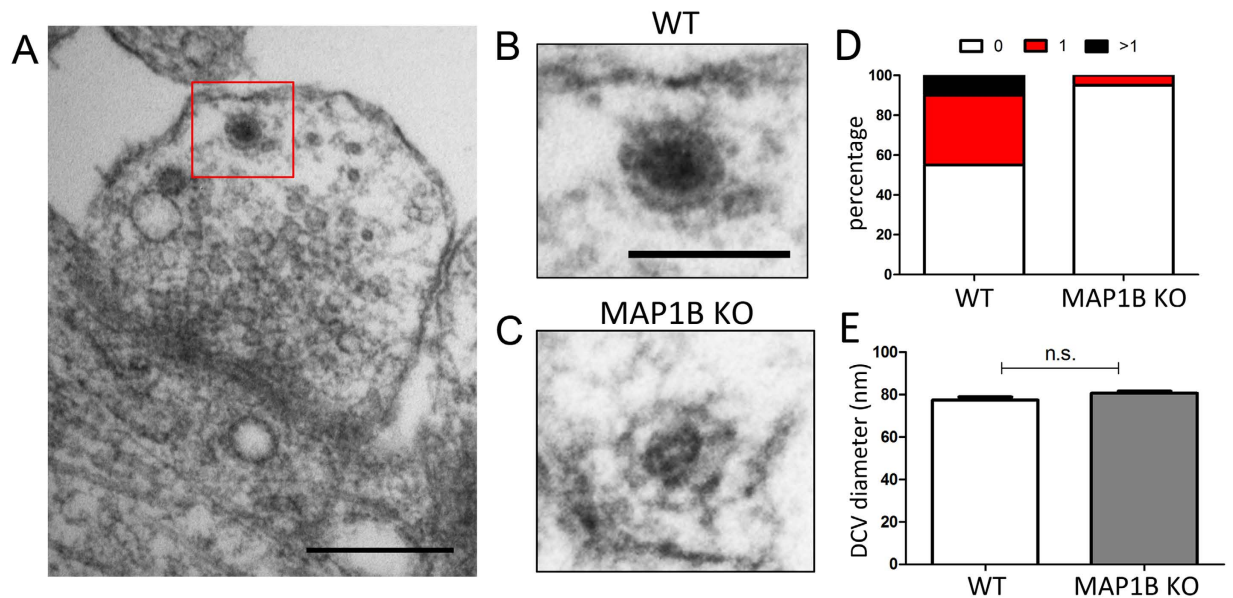 A
B
WT
C
MAP1B KO
D
0 1 >1
percentage
100
80
60
40
20
0
WT MAP1B KO
E
n.s.
DCV diameter (nm)
100
80
60
40
20
0
WT MAP1B KO